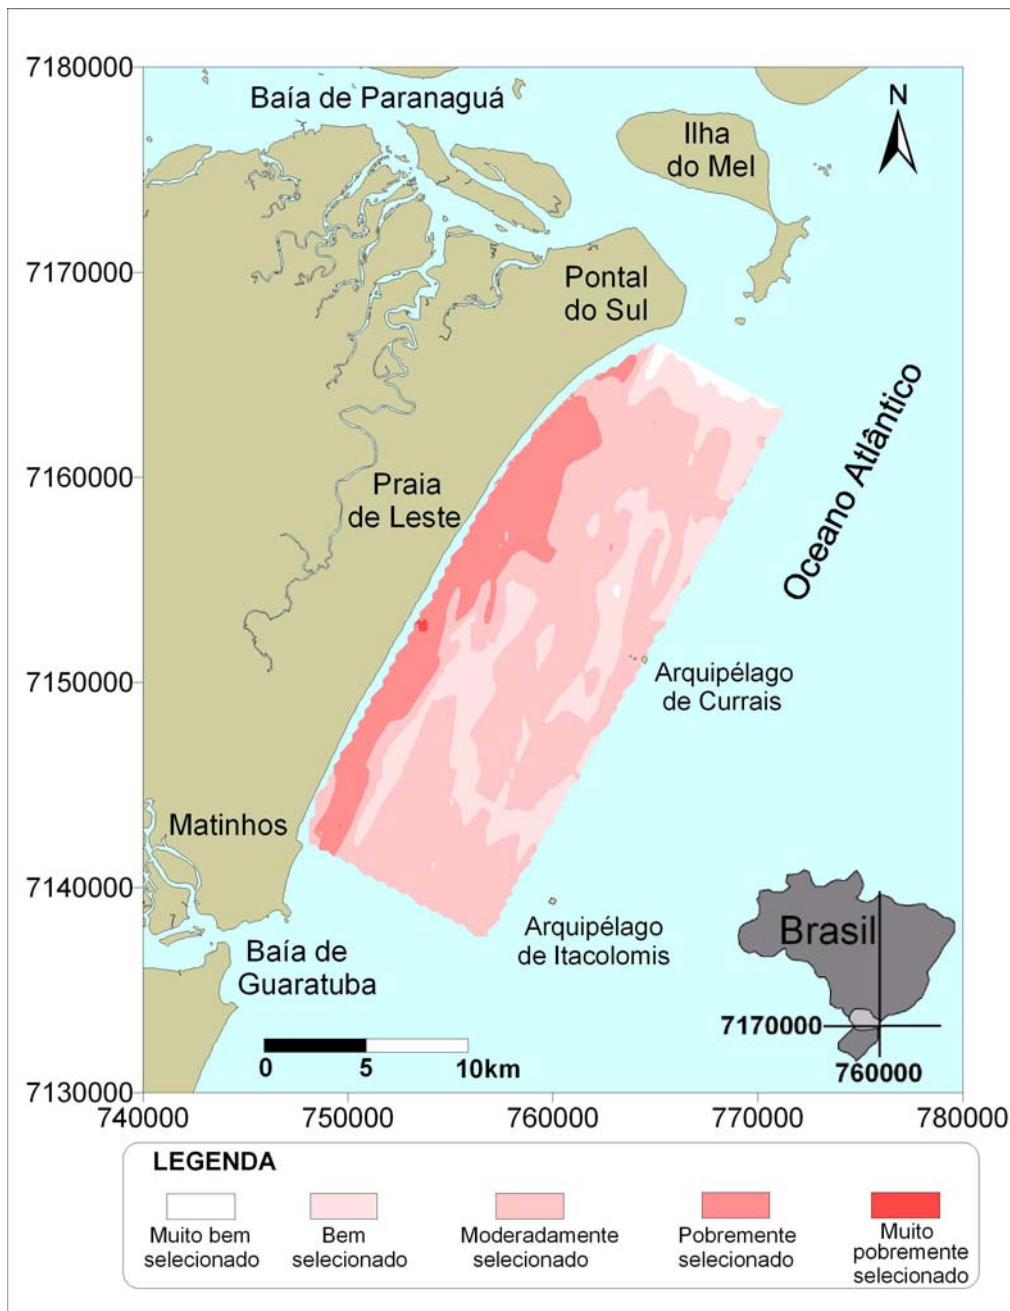 7180000
Baía de Paranaguá
N
Ilha
do Mel
7170000
Pontal
do Sul
Oceano Atlântico
7160000
Praia
de Leste
7150000
Arquipélago
de Currais
Matinhos
7140000
Arquipélago
de Itacolomis
Brasil
Baía de
Guaratuba
7170000
0 5 10km
760000
7130000
740000 750000 760000 770000 780000
LEGENDA
Muito bem
selecionado
Bem
selecionado
Moderadamente
selecionado
Pobremente
selecionado
Muito
pobremente
selecionado